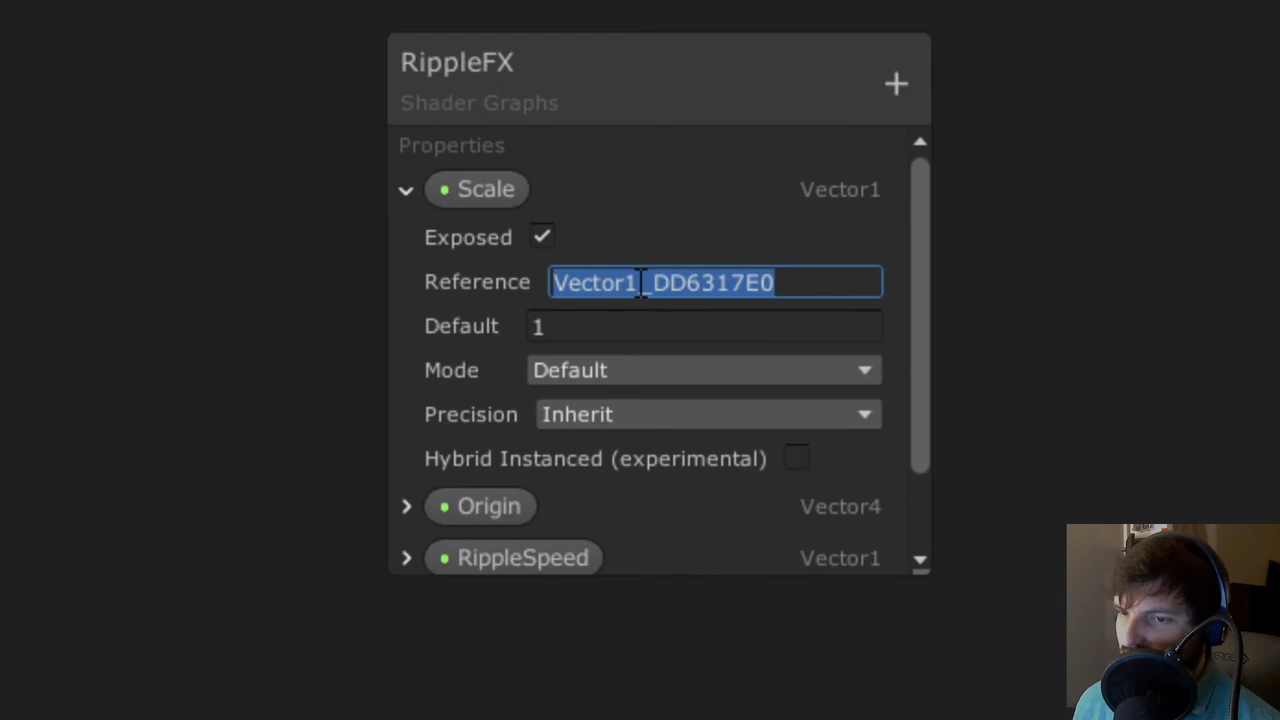 RippleFX
Shader Graphs
Properties
Scale Vector1
Exposed
Reference Vector1_DD6317E0
Default 1
Mode Default
Precision Inherit
Hybrid Instanced (experimental)
Origin Vector4
RippleSpeed Vector1